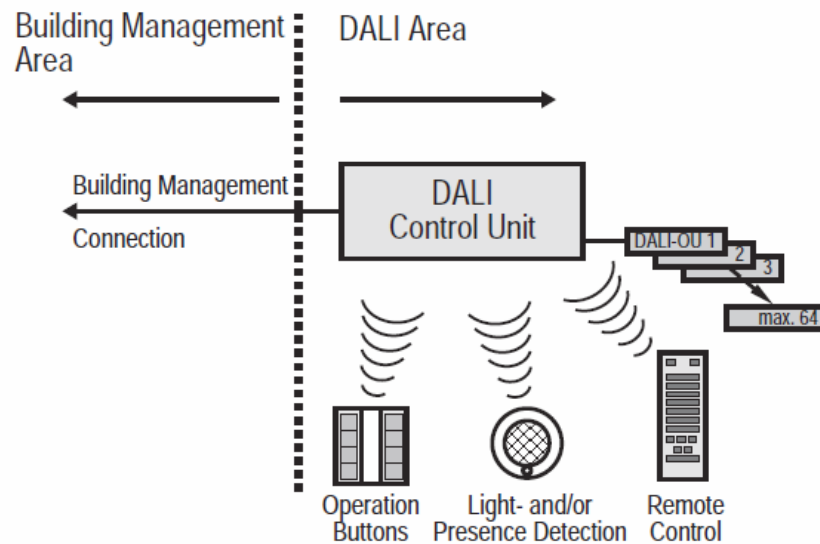 Building Management
Area
DALI Area
Building Management
Connection
DALI
Control Unit
DALI-OU 1
2
3
max. 64
Operation
Buttons
Light- and/or
Presence Detection
Remote
Control